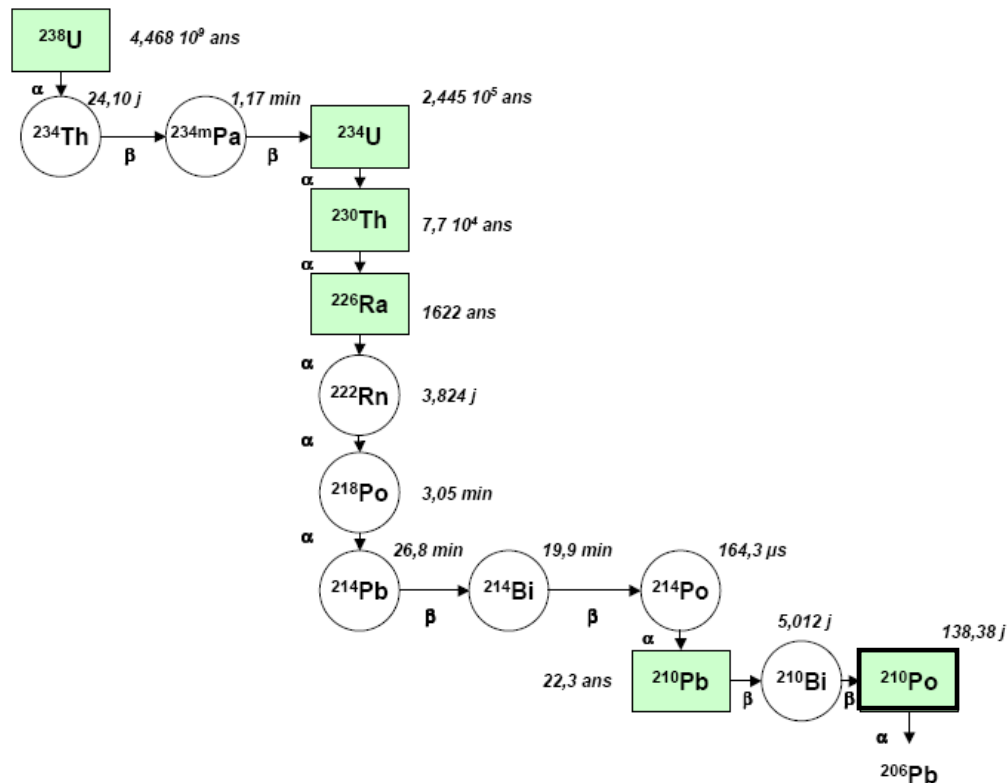 ²³⁸U 4,468 10⁹ ans
α 24,10 j 1,17 min 2,445 10⁵ ans
²³⁴Th ²³⁴ᵐPa ²³⁴U
β β
α
²³⁰Th
7,7 10⁴ ans
α
²²⁶Ra
1622 ans
α
²²²Rn 3,824 j
α
²¹⁸Po 3,05 min
α 26,8 min 19,9 min 164,3 µs
²¹⁴Pb ²¹⁴Bi ²¹⁴Po
β β
5,012 j 138,38 j
α
22,3 ans ²¹⁰Pb ²¹⁰Bi ²¹⁰Po
β β
α
²⁰⁶Pb